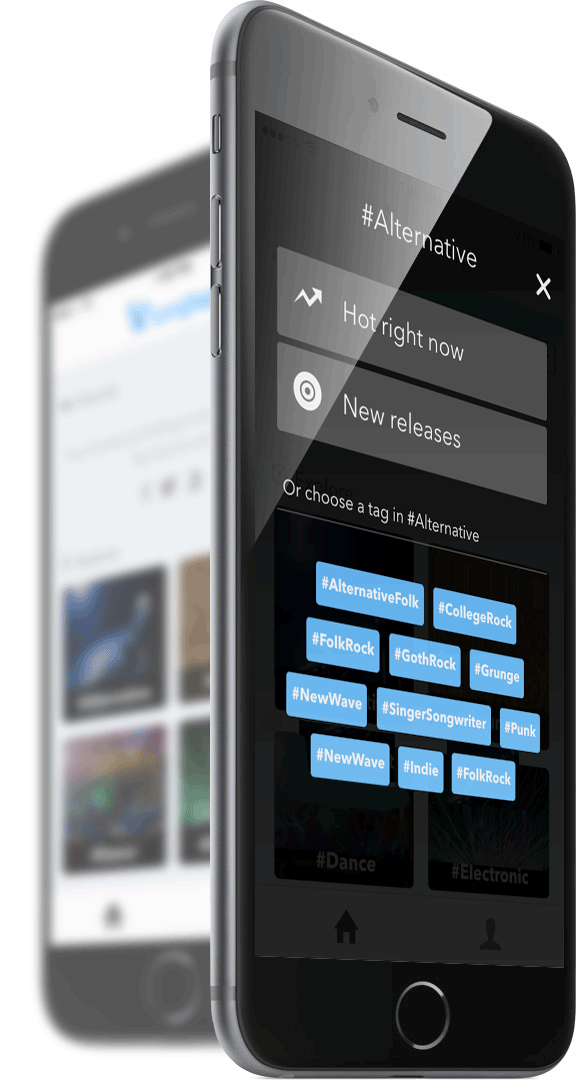 #Alternative
Hot right now
New releases
Or choose a tag in #Alternative
#AlternativeFolk #CollegeRock
#FolkRock #GothRock #Grunge
#NewWave #SingerSongwriter #Punk
#NewWave #Indie #FolkRock
#Dance #Electronic